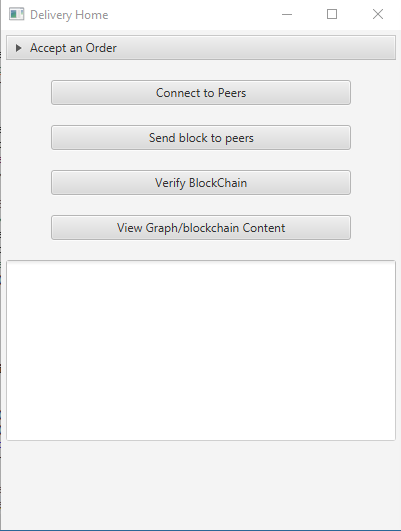 Delivery Home
Accept an Order
Connect to Peers
Send block to peers
Verify BlockChain
View Graph/blockchain Content